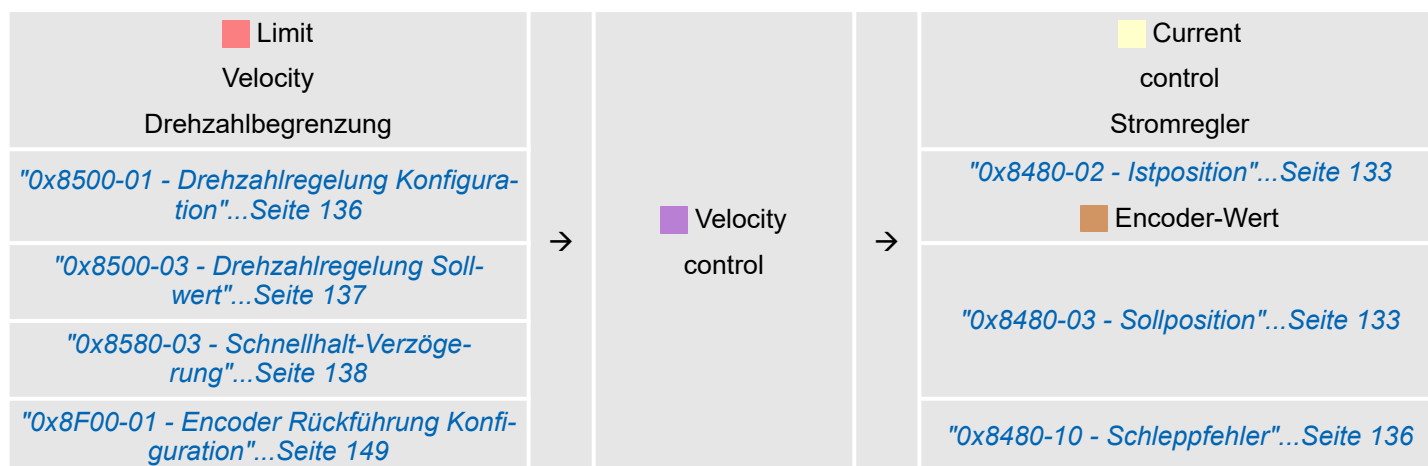 Limit
Velocity
Drehzahlbegrenzung
"0x8500-01 - Drehzahlregelung Konfigura-
tion"...Seite 136
"0x8500-03 - Drehzahlregelung Soll-
wert"...Seite 137
"0x8580-03 - Schnellhalt-Verzöge-
rung"...Seite 138
"0x8F00-01 - Encoder Rückführung Konfi-
guration"...Seite 149
→
Velocity
control
→
Current
control
Stromregler
"0x8480-02 - Istposition"...Seite 133
Encoder-Wert
"0x8480-03 - Sollposition"...Seite 133
"0x8480-10 - Schleppfehler"...Seite 136